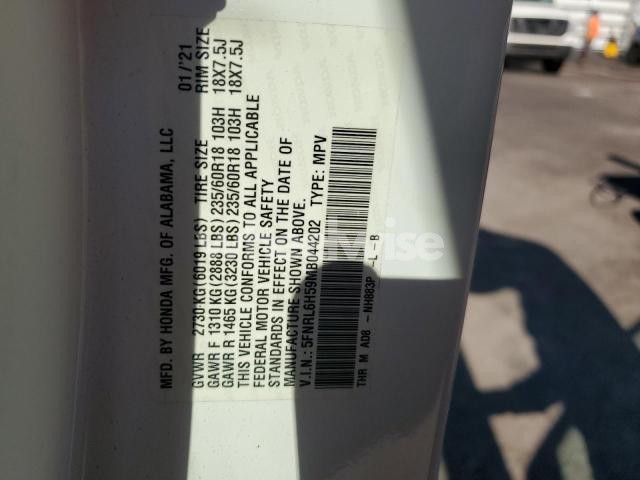 MFD. BY HONDA MFG. OF ALABAMA, LLC 01/'21
GVWR 2730 KG (6019 LBS) TIRE SIZE RIM SIZE
GAWR F 1310 KG (2888 LBS) 235/60R18 103H 18X7.5J
GAWR R 1465 KG (3230 LBS) 235/60R18 103H 18X7.5J
THIS VEHICLE CONFORMS TO ALL APPLICABLE
FEDERAL MOTOR VEHICLE SAFETY
STANDARDS IN EFFECT ON THE DATE OF
MANUFACTURE SHOWN ABOVE.
V.I.N.: 5FNRL6H59MB044202 TYPE: MPV
THR M AD8 - NH883P -L-B